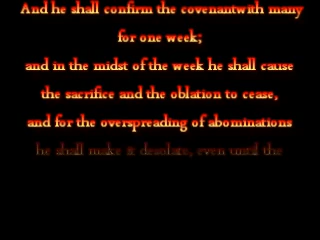 And he shall confirm the covenantwith many
for one week;
and in the midst of the week he shall cause
the sacrifice and the oblation to cease,
and for the overspreading of abominations
he shall make it desolate, even until the